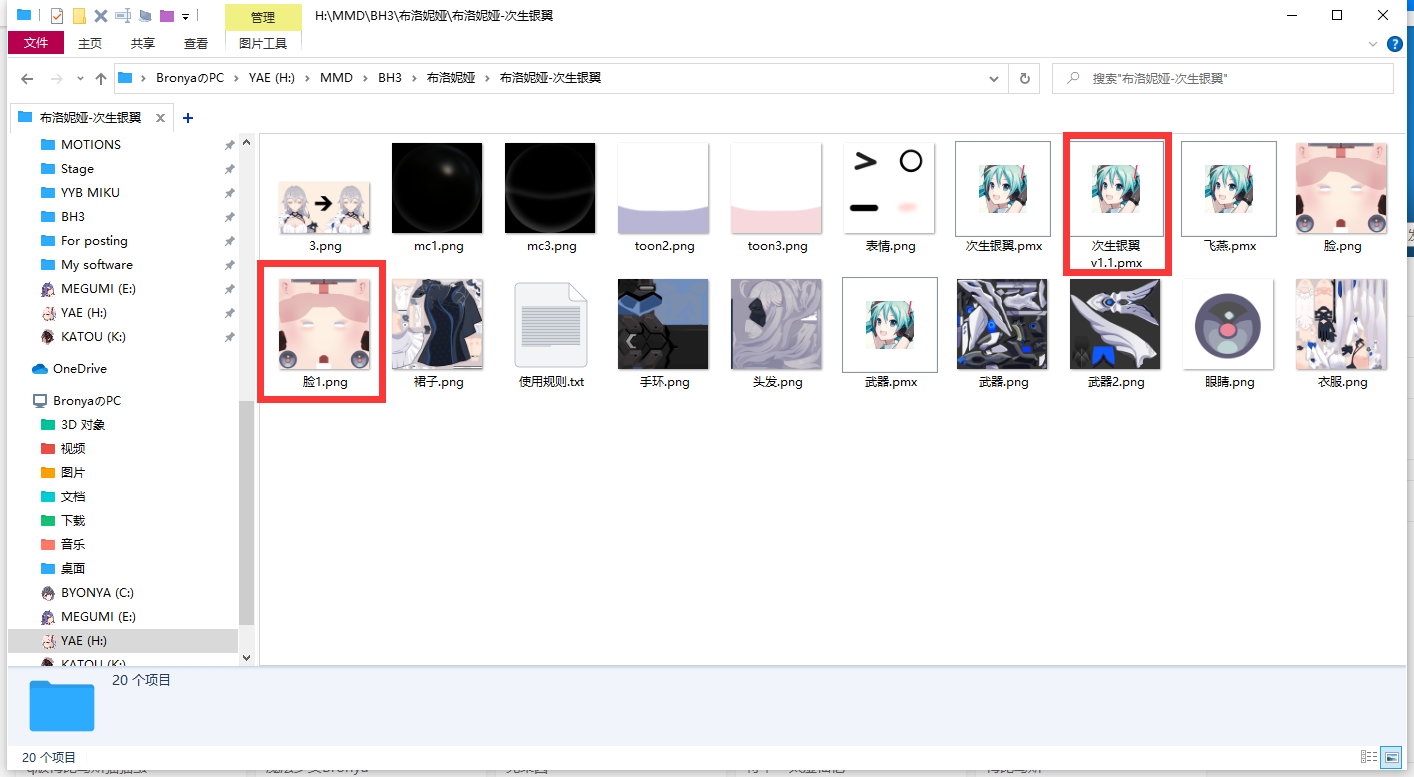 管理
H:\MMD\BH3\布洛妮娅\布洛妮娅-次生银翼
文件
主页
共享
查看
图片工具
BronyaのPC
YAE (H:)
MMD
BH3
布洛妮娅
布洛妮娅-次生银翼
搜索"布洛妮娅-次生银翼"
布洛妮娅-次生银翼
MOTIONS
Stage
YYB MIKU
BH3
For posting
My software
MEGUMI (E:)
YAE (H:)
KATOU (K:)
OneDrive
BronyaのPC
3D 对象
视频
图片
文档
下载
音乐
桌面
BYONYA (C:)
MEGUMI (E:)
YAE (H:)
KATOU (K:)
3.png
mc1.png
mc3.png
toon2.png
toon3.png
表情.png
次生银翼.pmx
次生银翼
v1.1.pmx
飞燕.pmx
脸.png
脸1.png
裙子.png
使用规则.txt
手环.png
头发.png
武器.pmx
武器.png
武器2.png
眼睛.png
衣服.png
20 个项目
20 个项目